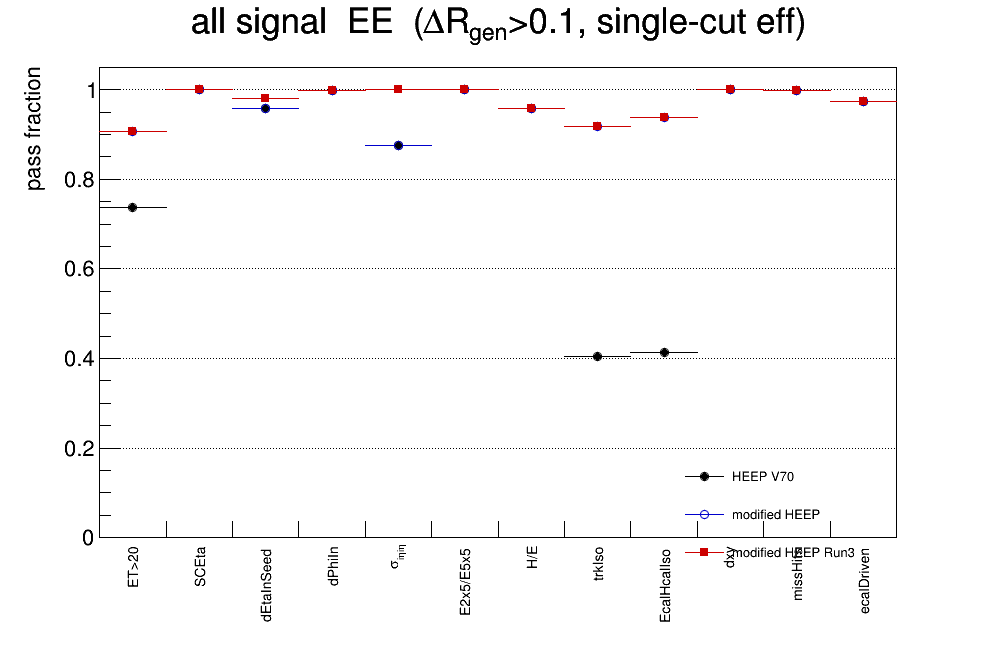 all signal EE (ΔRgen>0.1, single-cut eff)
pass fraction
1
0.8
0.6
0.4
0.2
0
HEEP V70
modified HEEP
modified HEEP Run3
ET>20
SCEta
dEtaInSeed
dPhiIn
σiηiη
E2x5/E5x5
H/E
trkIso
EcalHcalIso
dxy
missHits
ecalDriven